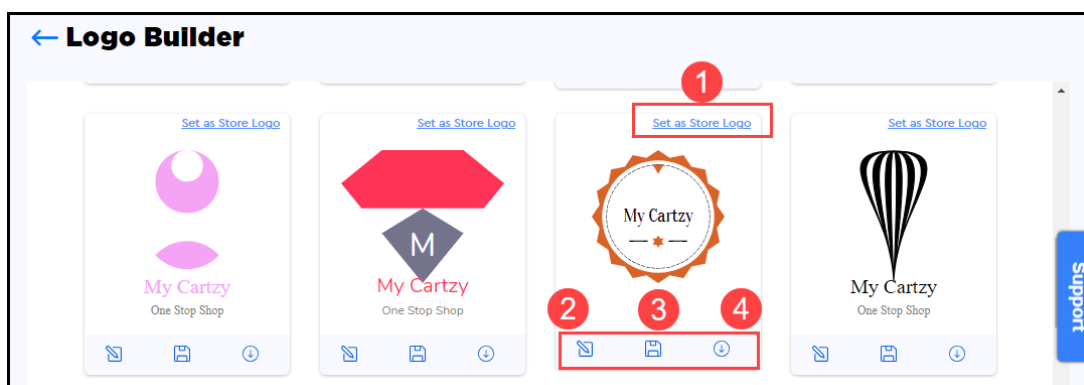 ← Logo Builder
1
Set as Store Logo
Set as Store Logo
Set as Store Logo
Set as Store Logo
M
My Cartzy
My Cartzy
One Stop Shop
My Cartzy
One Stop Shop
My Cartzy
One Stop Shop
2
3
4
Support